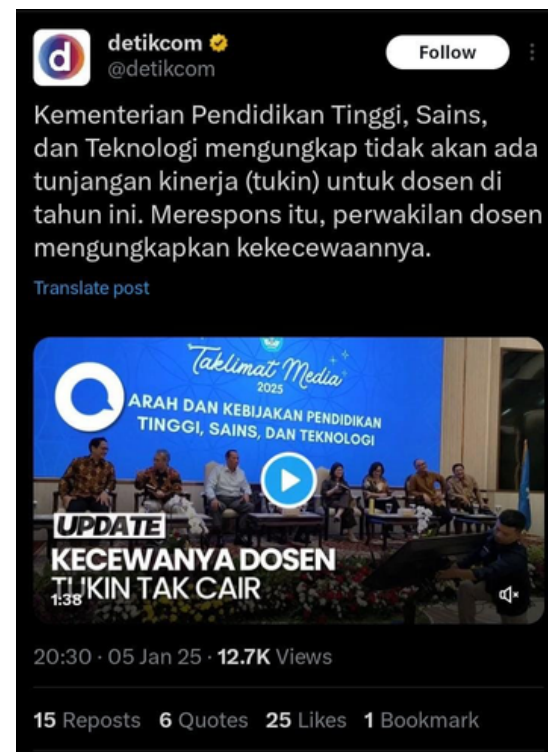 detikcom
@detikcom
Follow
Kementerian Pendidikan Tinggi, Sains,
dan Teknologi mengungkap tidak akan ada
tunjangan kinerja (tukin) untuk dosen di
tahun ini. Merespons itu, perwakilan dosen
mengungkapkan kekecewaannya.
Translate post
Taklimat Media
2025
ARAH DAN KEBIJAKAN PENDIDIKAN
TINGGI, SAINS, DAN TEKNOLOGI
UPDATE
KECEWANYA DOSEN
TUKIN TAK CAIR
1:38
20:30 · 05 Jan 25 · 12.7K Views
15 Reposts 6 Quotes 25 Likes 1 Bookmark